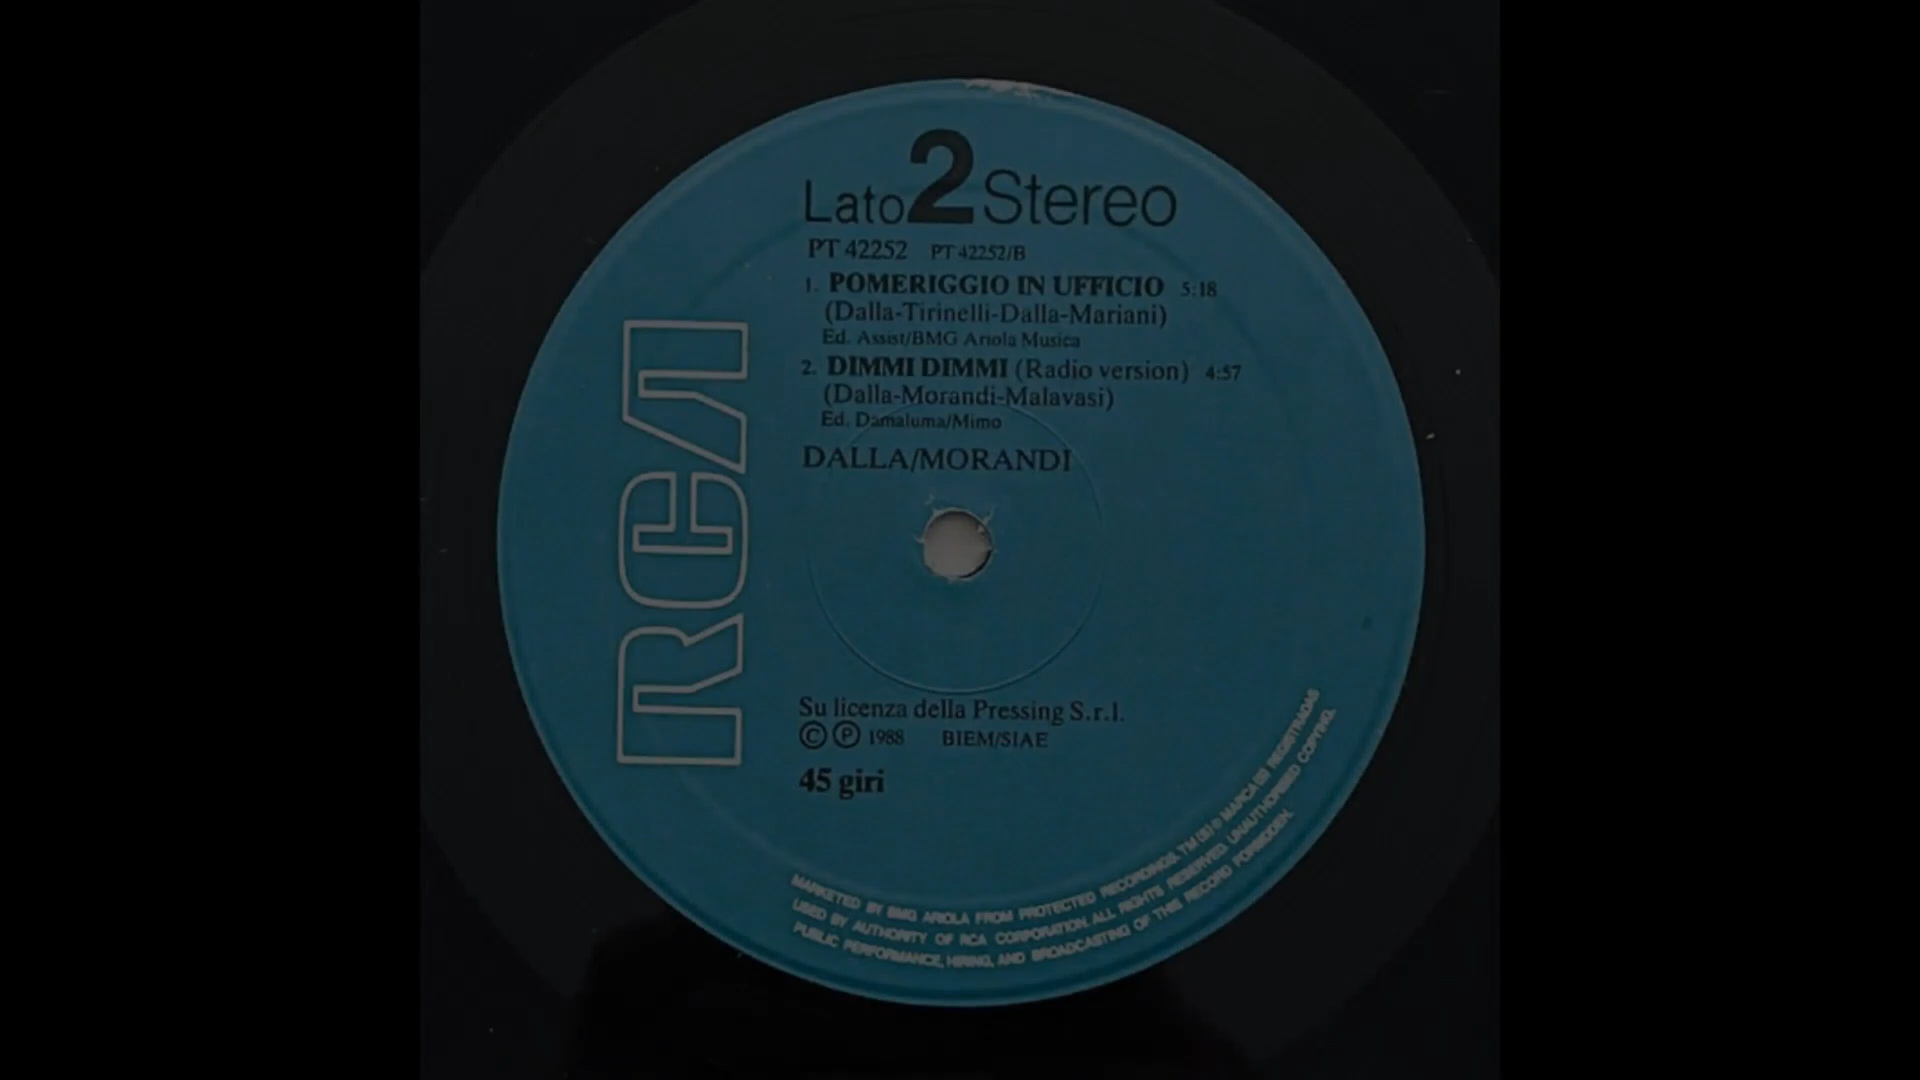 Lato 2 Stereo
PT 42252 PT 42252/B
1. POMERIGGIO IN UFFICIO 5:18
(Dalla-Tirinelli-Dalla-Mariani)
Ed. Assist/BMG Ariola Musica
2. DIMMI DIMMI (Radio version) 4:57
(Dalla-Morandi-Malavasi)
Ed. Damaluma/Mimo
DALLA/MORANDI
RCA
Su licenza della Pressing S.r.l.
© ℗ 1988 BIEM/SIAE
45 giri
MARKETED BY BMG ARIOLA FROM PROTECTED RECORDINGS. TM(S) ® MARCA(S) REGISTRADAS
USED BY AUTHORITY OF RCA CORPORATION. ALL RIGHTS RESERVED. UNAUTHORISED COPYING,
PUBLIC PERFORMANCE, HIRING, AND BROADCASTING OF THIS RECORD FORBIDDEN.